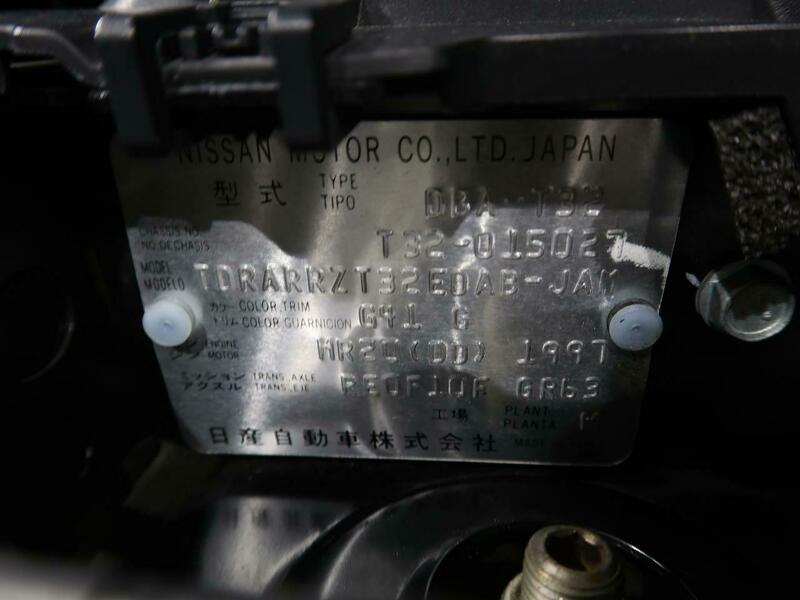 NISSAN MOTOR CO.,LTD.JAPAN
型式 TYPE TIPO DBA-T32
CHASSIS NO. NO.DECHASIS T32-015027
MODEL MODELO TDRARRZT32EDAB-JAM
カラー COLOR,TRIM トリム COLOR GUARNICION G41 G
ENGINE MOTOR MR20(DD) 1997
ミッション TRANS. AXLE アクスル TRANS. EJE RE0F10F GR63
工場 PLANT PLANTA
日産自動車株式会社 MADE